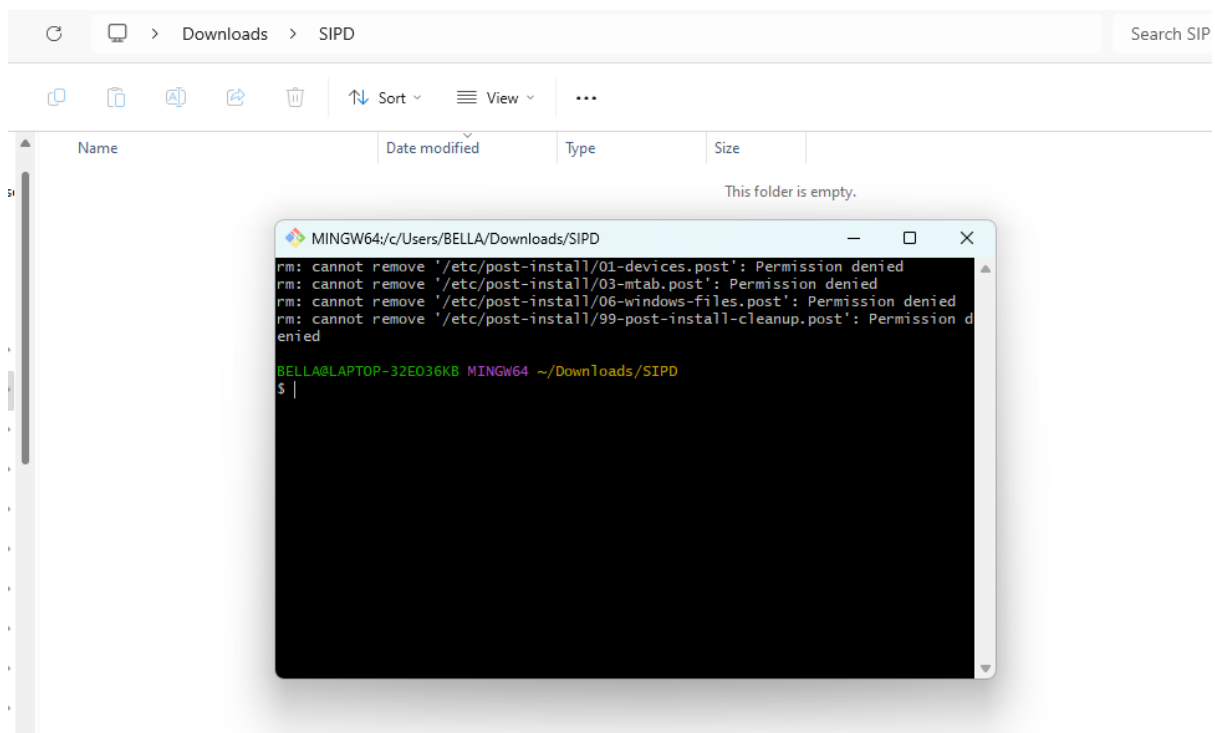 Downloads > SIPD
Search SIP
Sort
View
Name
Date modified
Type
Size
This folder is empty.
MINGW64:/c/Users/BELLA/Downloads/SIPD
rm: cannot remove '/etc/post-install/01-devices.post': Permission denied
rm: cannot remove '/etc/post-install/03-mtab.post': Permission denied
rm: cannot remove '/etc/post-install/06-windows-files.post': Permission denied
rm: cannot remove '/etc/post-install/99-post-install-cleanup.post': Permission d
enied
BELLA@LAPTOP-32EO36KB MINGW64 ~/Downloads/SIPD
$